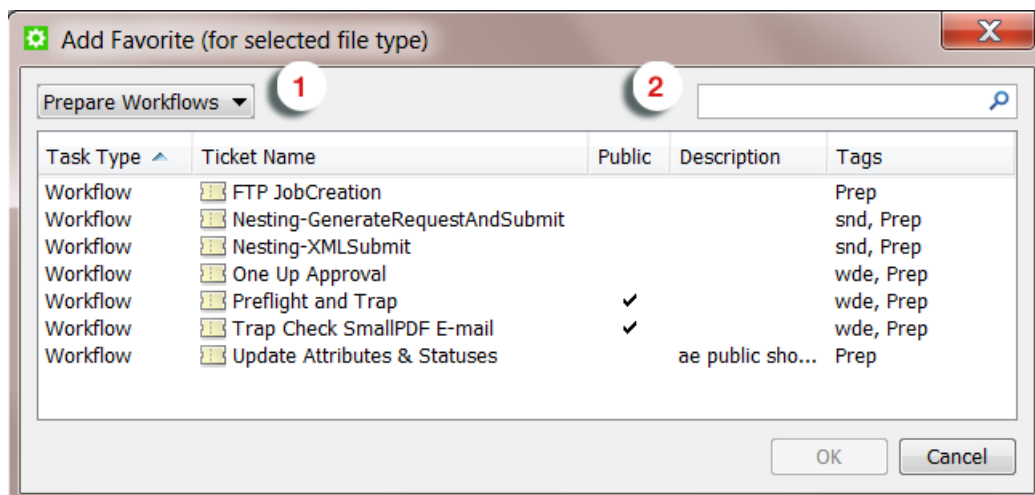 Add Favorite (for selected file type)
X
Prepare Workflows 1 2
Task Type Ticket Name Public Description Tags
Workflow FTP JobCreation Prep
Workflow Nesting-GenerateRequestAndSubmit snd, Prep
Workflow Nesting-XMLSubmit snd, Prep
Workflow One Up Approval wde, Prep
Workflow Preflight and Trap ✔ wde, Prep
Workflow Trap Check SmallPDF E-mail ✔ wde, Prep
Workflow Update Attributes & Statuses ae public sho... Prep
OK Cancel